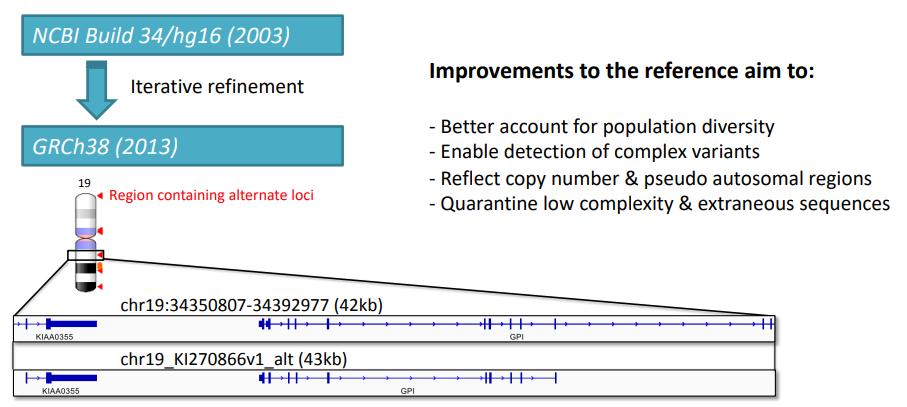 NCBI Build 34/hg16 (2003)
Iterative refinement
GRCh38 (2013)
19
Region containing alternate loci
Improvements to the reference aim to:
- Better account for population diversity
- Enable detection of complex variants
- Reflect copy number & pseudo autosomal regions
- Quarantine low complexity & extraneous sequences
chr19:34350807-34392977 (42kb)
KIAA0355
GPI
chr19_KI270866v1_alt (43kb)
KIAA0355
GPI